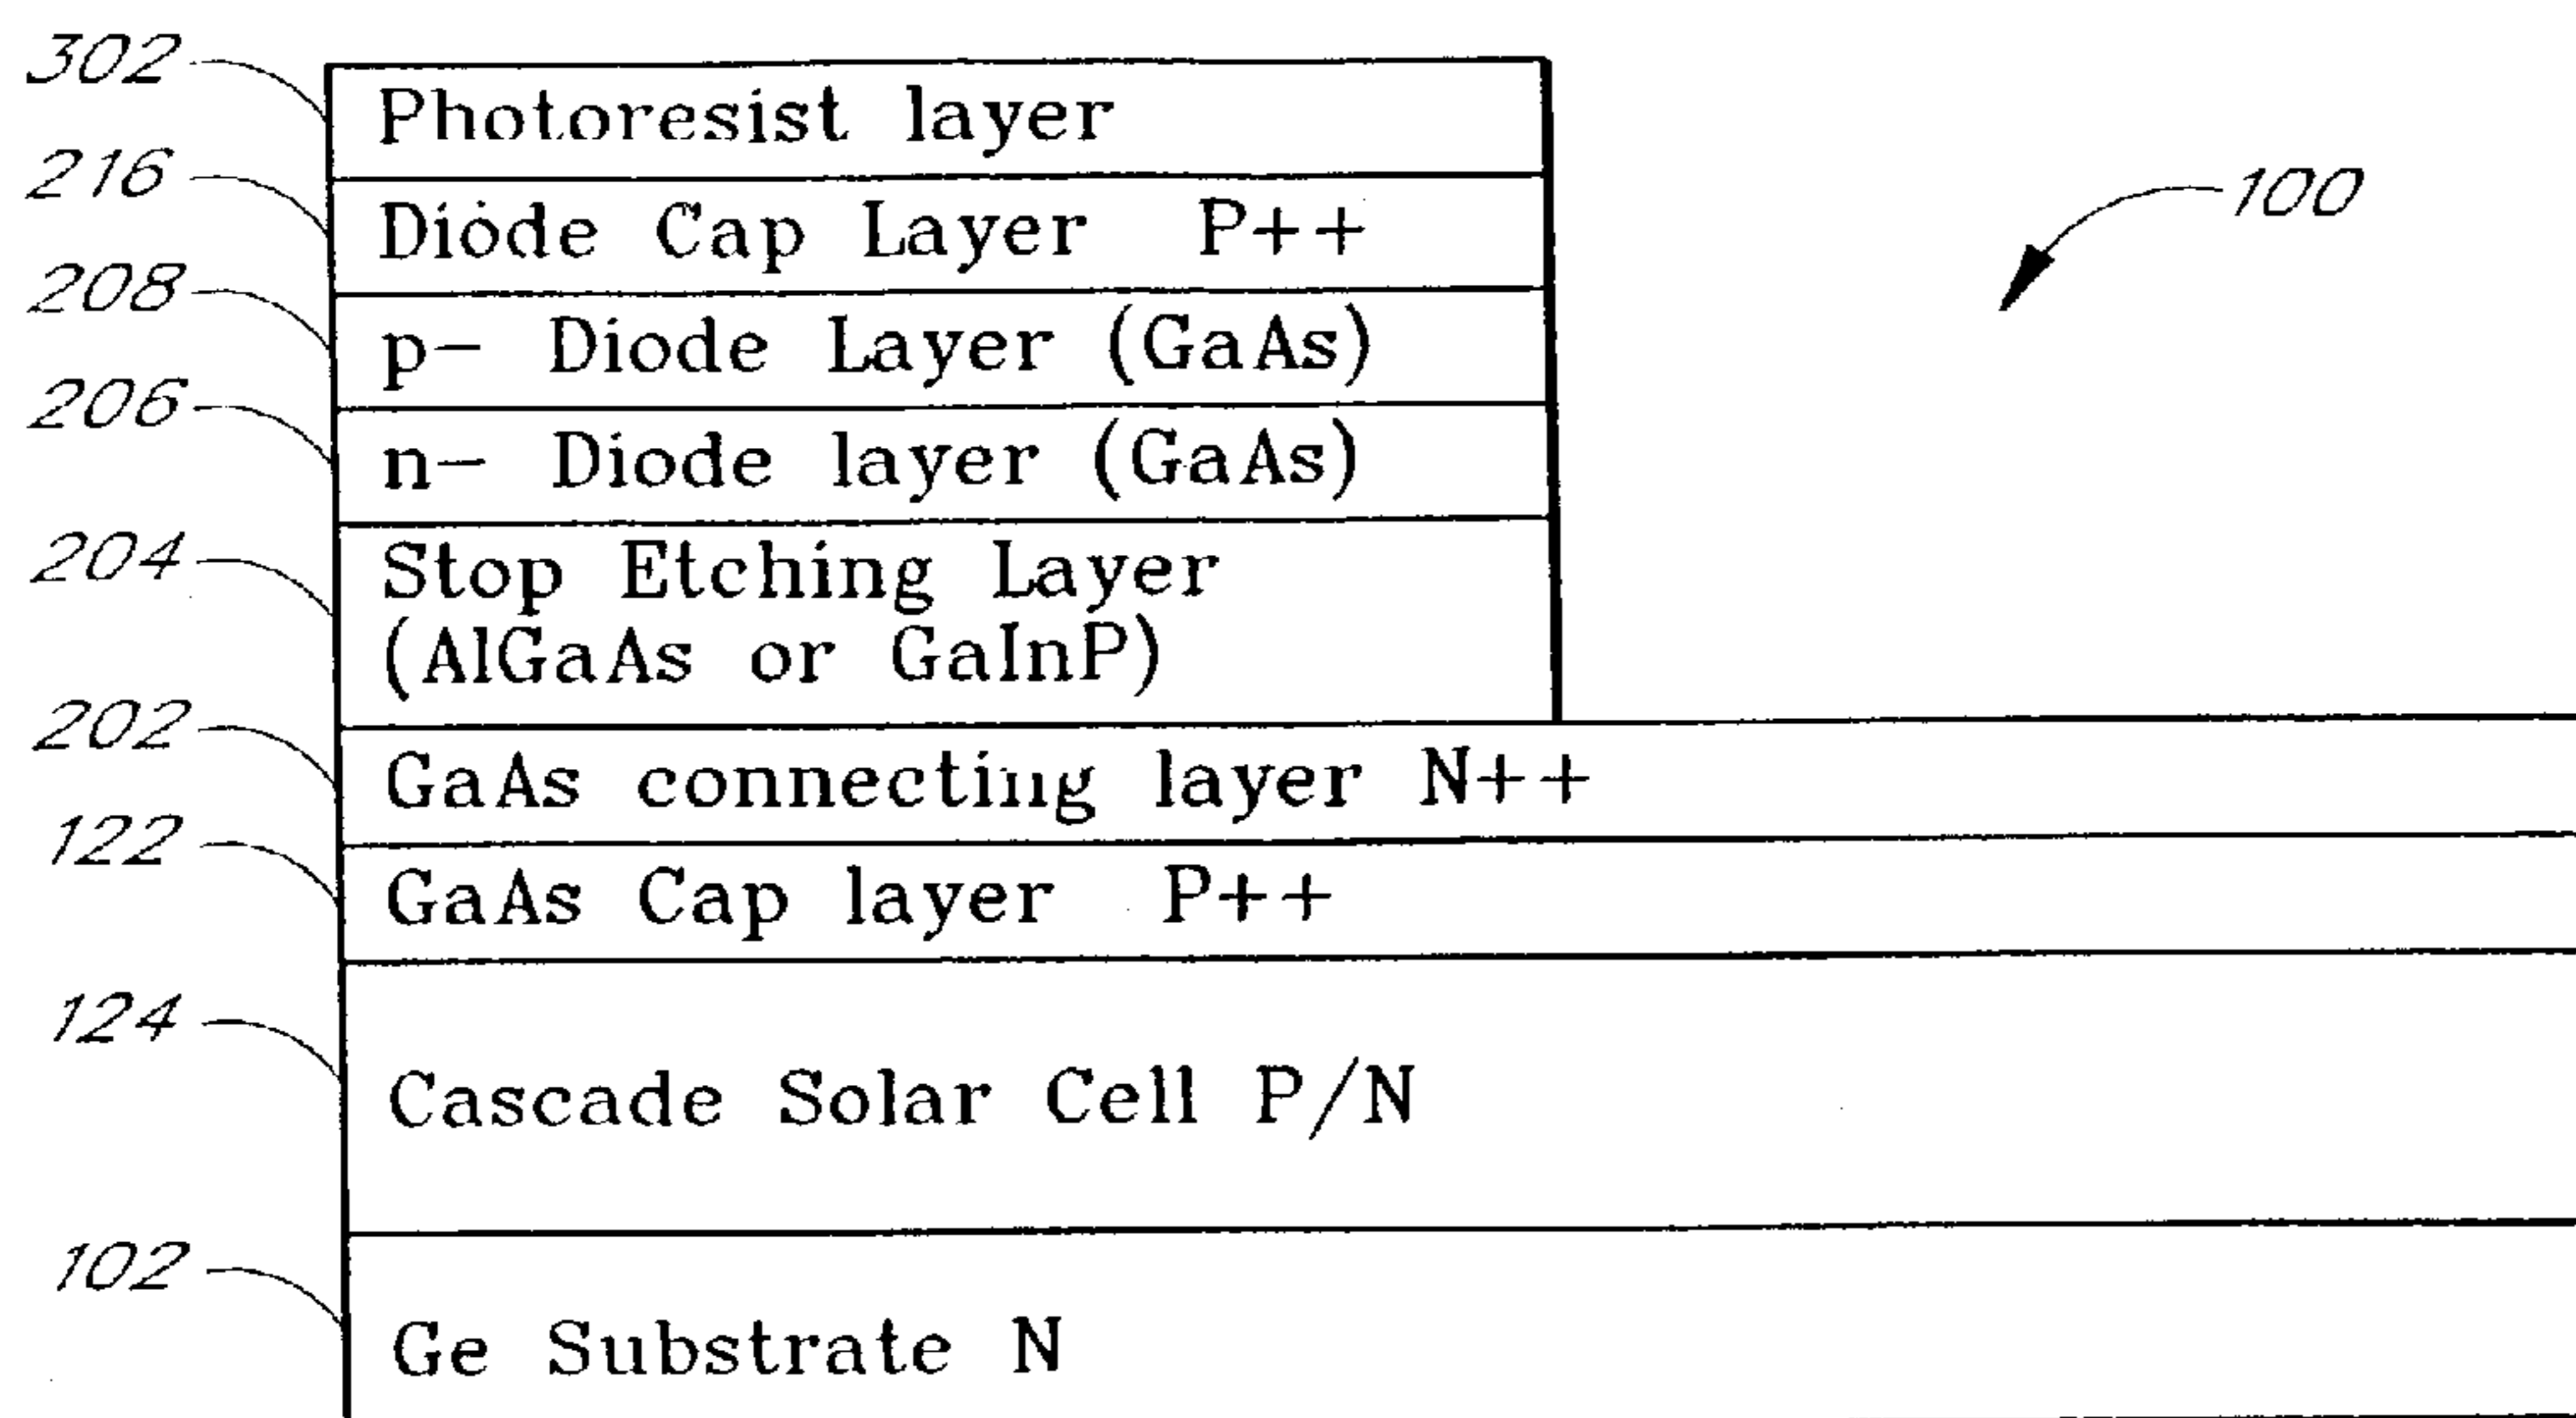 302
Photoresist layer
216
Diode Cap Layer P++
100
208
p- Diode Layer (GaAs)
206
n- Diode layer (GaAs)
204
Stop Etching Layer
(AlGaAs or GaInP)
202
GaAs connecting layer N++
122
GaAs Cap layer P++
124
Cascade Solar Cell P/N
102
Ge Substrate N